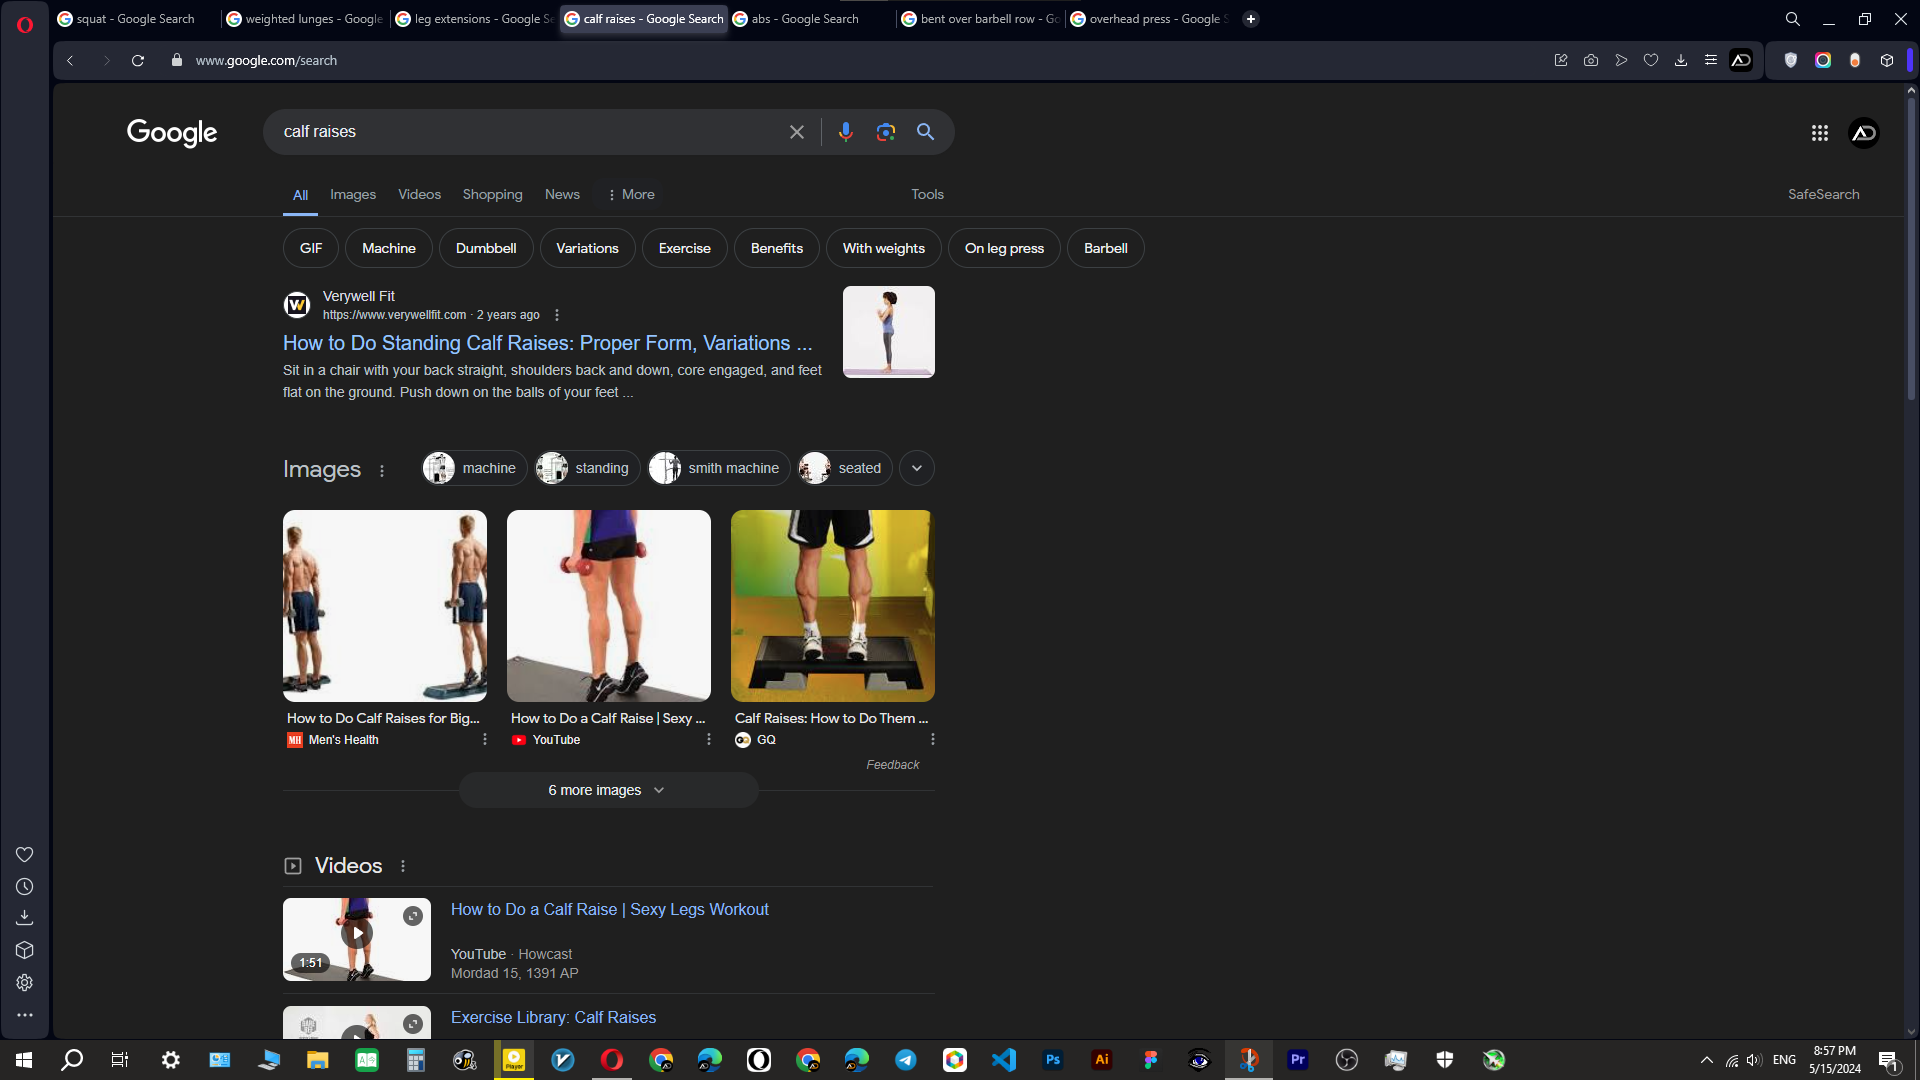 squat - Google Search
weighted lunges - Google
leg extensions - Google Se
calf raises - Google Search
abs - Google Search
bent over barbell row - Go
overhead press - Google S
www.google.com/search
Google
calf raises
All
Images
Videos
Shopping
News
More
Tools
SafeSearch
GIF
Machine
Dumbbell
Variations
Exercise
Benefits
With weights
On leg press
Barbell
Verywell Fit
https://www.verywellfit.com · 2 years ago
How to Do Standing Calf Raises: Proper Form, Variations ...
Sit in a chair with your back straight, shoulders back and down, core engaged, and feet
flat on the ground. Push down on the balls of your feet ...
Images
machine
standing
smith machine
seated
How to Do Calf Raises for Big...
How to Do a Calf Raise | Sexy ...
Calf Raises: How to Do Them ...
MH
Men's Health
YouTube
GQ
Feedback
6 more images
Videos
How to Do a Calf Raise | Sexy Legs Workout
1:51
YouTube · Howcast
Mordad 15, 1391 AP
Exercise Library: Calf Raises
Player
Ps
Ai
Pr
ENG
8:57 PM
5/15/2024
1